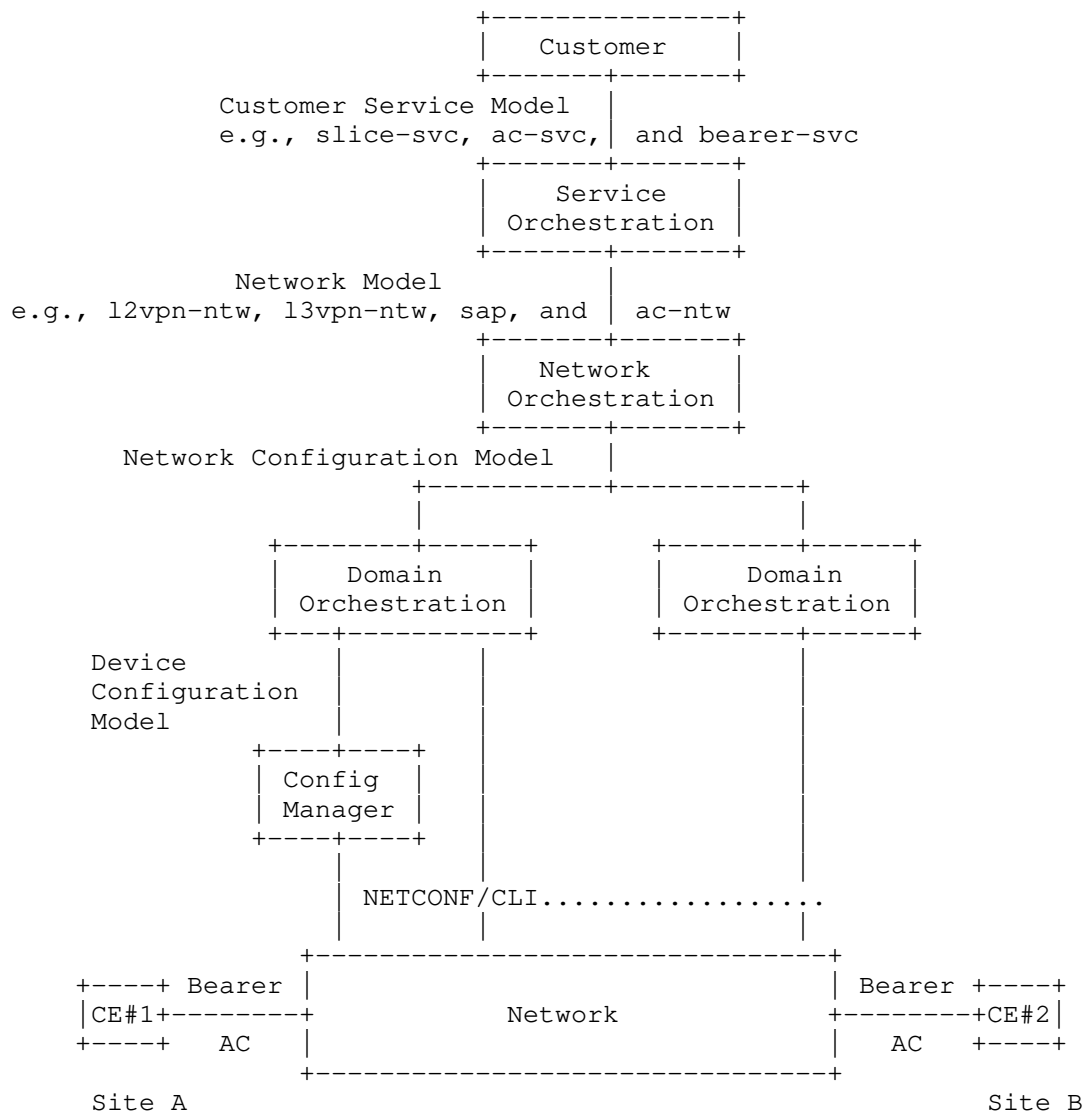 Customer
Customer Service Model
e.g., slice-svc, ac-svc, and bearer-svc
Service
Orchestration
Network Model
e.g., l2vpn-ntw, l3vpn-ntw, sap, and ac-ntw
Network
Orchestration
Network Configuration Model
Domain Domain
Orchestration Orchestration
Device
Configuration
Model
Config
Manager
NETCONF/CLI..................
Bearer Bearer
CE#1 Network CE#2
AC AC
Site A Site B